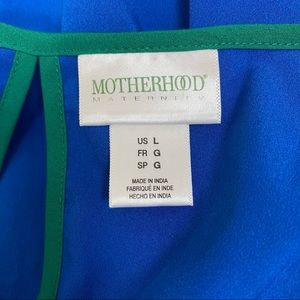 MOTHERHOOD®
MATERNITY
US L
FR G
SP G
MADE IN INDIA
FABRIQUÉ EN INDE
HECHO EN INDIA